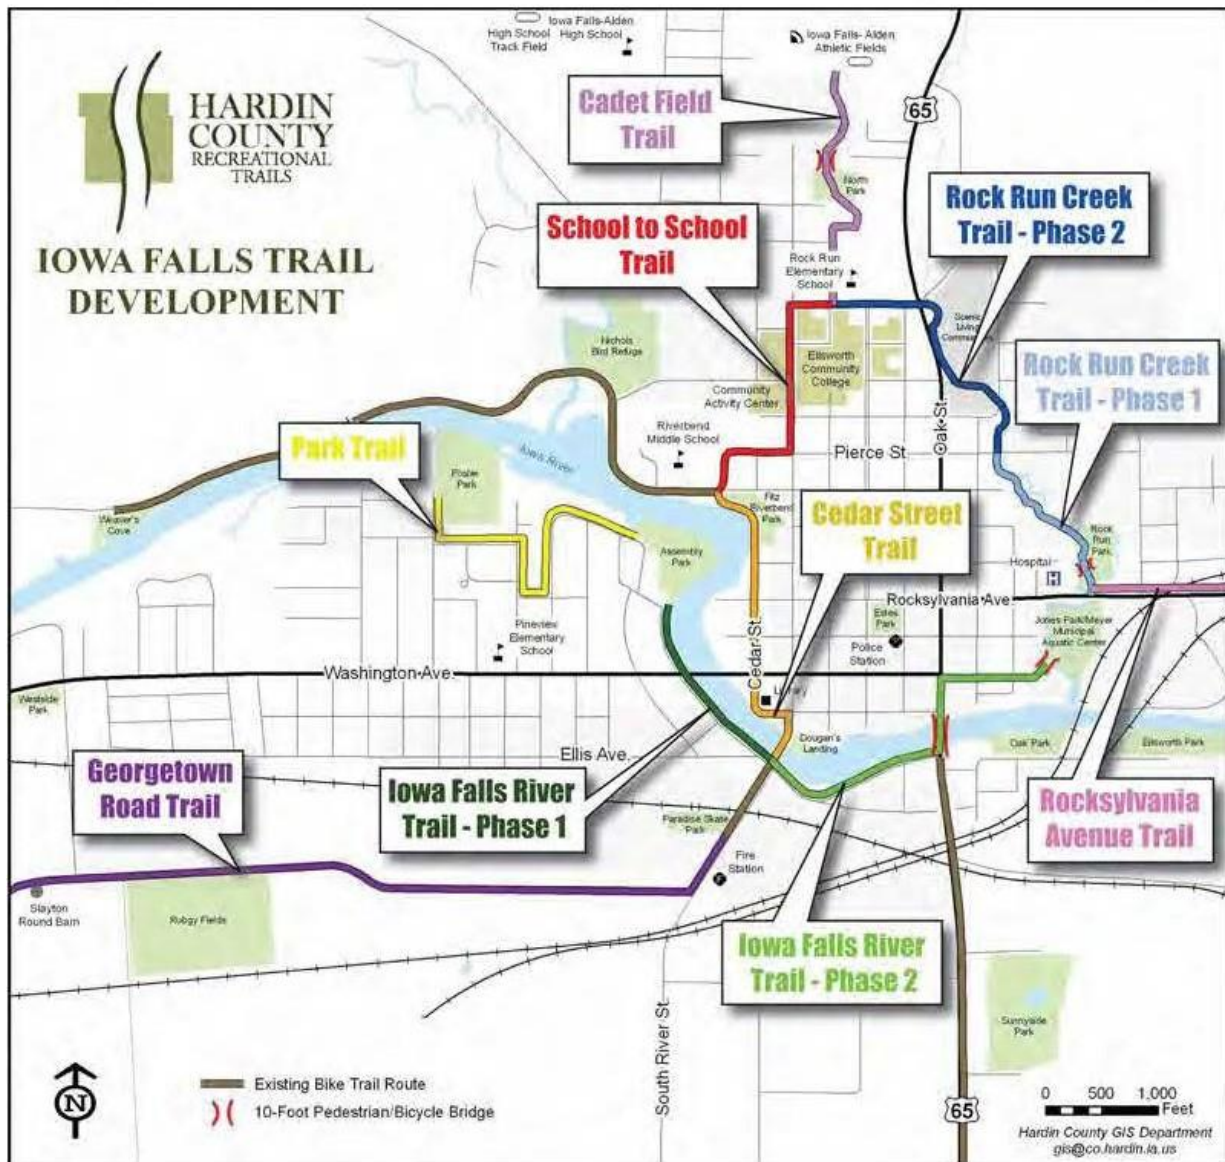 High School
Track Field
Iowa Falls-Alden
High School
Iowa Falls- Alden
Athletic Fields
HARDIN
COUNTY
RECREATIONAL
TRAILS
IOWA FALLS TRAIL
DEVELOPMENT
Cadet Field
Trail
65
North
Park
School to School
Trail
Rock Run Creek
Trail - Phase 2
Rock Run
Elementary
School
Nichols
Bird Refuge
Scenic
Living
Ellsworth
Community
College
Community
Activity Center
Rock Run Creek
Trail - Phase 1
Oak St.
Riverbend
Middle School
Pierce St
Park Trail
Iowa River
Foster
Park
Weaver's
Cove
Fitz
Riverbend
Park
Cedar Street
Trail
Assembly
Park
Rock
Run
Park
Hospital
H
Rocksylvania Ave.
Estes
Park
Police
Station
Jones Park/Meyer
Municipal
Aquatic Center
Pineview
Elementary
School
Cedar St.
Washington Ave.
Library
Westside
Park
Dougan's
Landing
Ellis Ave.
Oak Park
Ellsworth Park
Georgetown
Road Trail
Iowa Falls River
Trail - Phase 1
Rocksylvania
Avenue Trail
Paradise Skate
Park
Fire
Station
Slayton
Round Barn
Rubgy Fields
Iowa Falls River
Trail - Phase 2
Sunnyside
Park
South River St.
N
Existing Bike Trail Route
10-Foot Pedestrian/Bicycle Bridge
65
0 500 1,000
Feet
Hardin County GIS Department
gis@co.hardin.ia.us